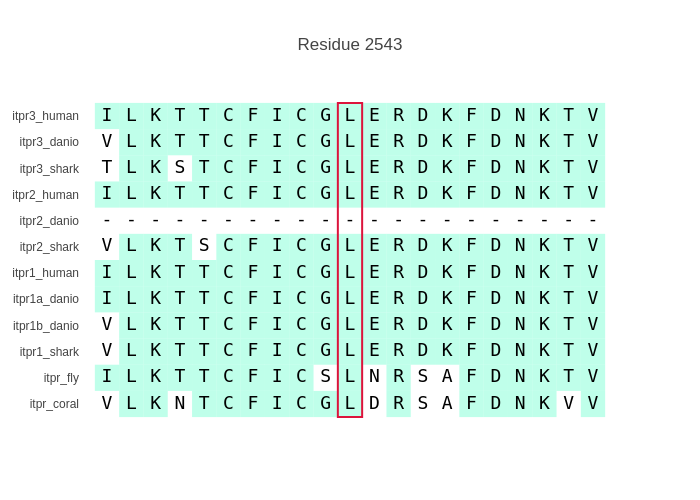 Residue 2543
itpr3_human I L K T T C F I C G L E R D K F D N K T V
itpr3_danio V L K T T C F I C G L E R D K F D N K T V
itpr3_shark T L K S T C F I C G L E R D K F D N K T V
itpr2_human I L K T T C F I C G L E R D K F D N K T V
itpr2_danio - - - - - - - - - - - - - - - - - - - - -
itpr2_shark V L K T S C F I C G L E R D K F D N K T V
itpr1_human I L K T T C F I C G L E R D K F D N K T V
itpr1a_danio I L K T T C F I C G L E R D K F D N K T V
itpr1b_danio V L K T T C F I C G L E R D K F D N K T V
itpr1_shark V L K T T C F I C G L E R D K F D N K T V
itpr_fly I L K T T C F I C S L N R S A F D N K T V
itpr_coral V L K N T C F I C G L D R S A F D N K V V